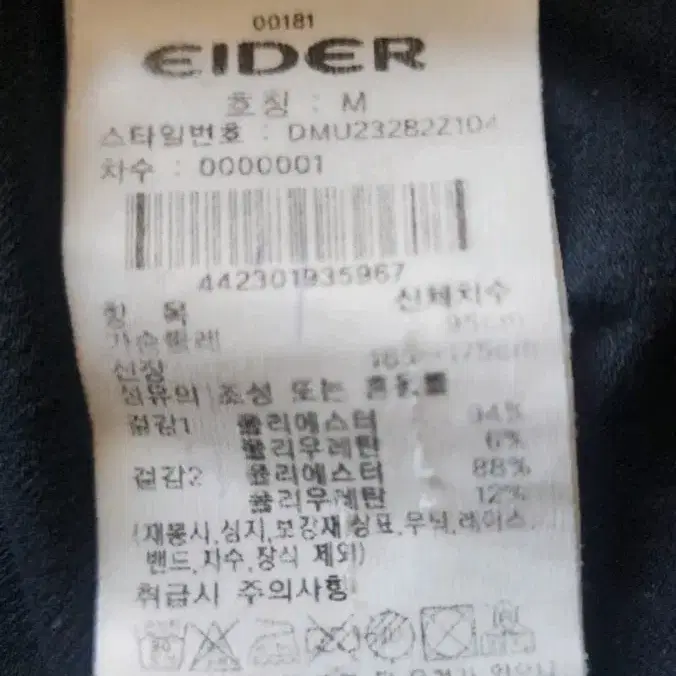 00181
EIDER
호칭 : M
스타일번호 : DMU23282Z104
차수 : 0000001
442301935967
항 목 신체치수
가슴둘레 95cm
신장 165~175cm
섬유의 조성 또는 혼용률
겉감1 폴리에스터 94%
폴리우레탄 6%
겉감2 폴리에스터 88%
폴리우레탄 12%
(재봉시,심지,보강재,상표,무늬,레이스,
밴드,자수,장식 제외)
취급시 주의사항